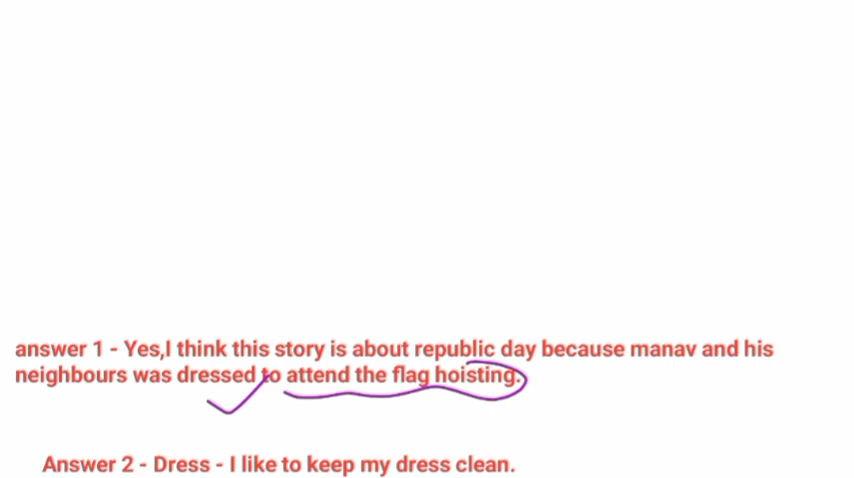 answer 1 - Yes,I think this story is about republic day because manav and his
neighbours was dressed to attend the flag hoisting.
Answer 2 - Dress - I like to keep my dress clean.